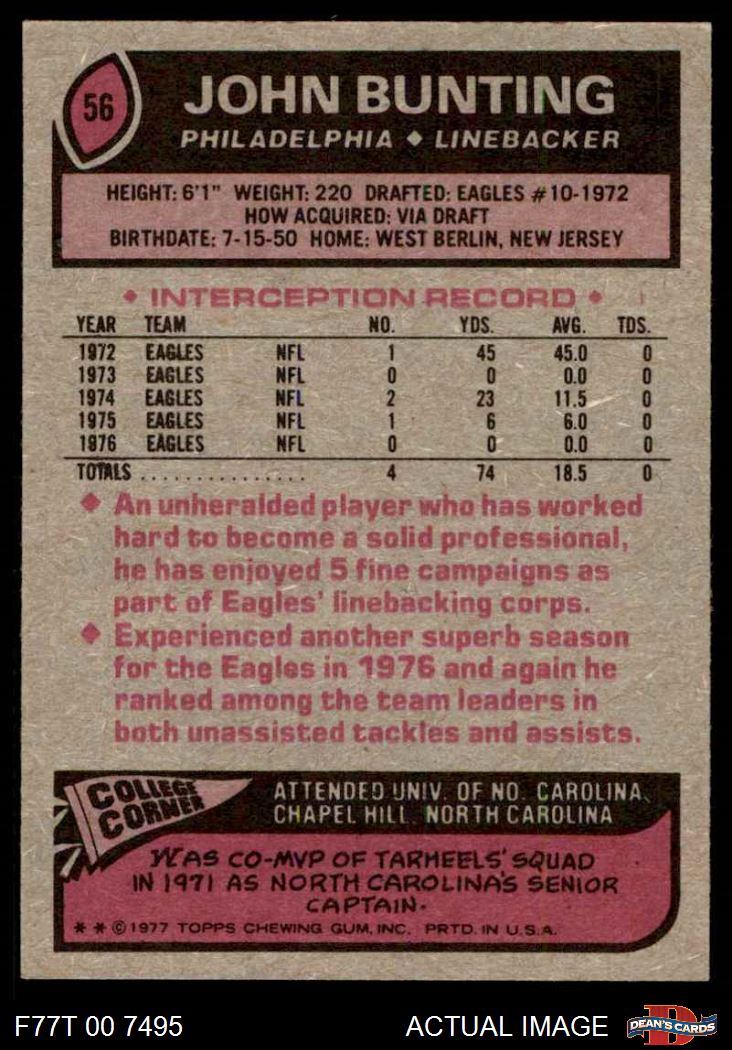 56
JOHN BUNTING
PHILADELPHIA ◆ LINEBACKER
HEIGHT: 6'1" WEIGHT: 220 DRAFTED: EAGLES #10-1972
HOW ACQUIRED: VIA DRAFT
BIRTHDATE: 7-15-50 HOME: WEST BERLIN, NEW JERSEY
◆ INTERCEPTION RECORD ◆
YEAR TEAM NO. YDS. AVG. TDS.
1972 EAGLES NFL 1 45 45.0 0
1973 EAGLES NFL 0 0 0.0 0
1974 EAGLES NFL 2 23 11.5 0
1975 EAGLES NFL 1 6 6.0 0
1976 EAGLES NFL 0 0 0.0 0
TOTALS ................ 4 74 18.5 0
◆ An unheralded player who has worked
hard to become a solid professional,
he has enjoyed 5 fine campaigns as
part of Eagles' linebacking corps.
◆ Experienced another superb season
for the Eagles in 1976 and again he
ranked among the team leaders in
both unassisted tackles and assists.
COLLEGE
CORNER
ATTENDED UNIV. OF NO. CAROLINA,
CHAPEL HILL, NORTH CAROLINA
WAS CO-MVP OF TARHEELS' SQUAD
IN 1971 AS NORTH CAROLINA'S SENIOR
CAPTAIN.
* * © 1977 TOPPS CHEWING GUM, INC. PRTD. IN U.S.A.
F77T 00 7495
ACTUAL IMAGE
D
DEAN'S CARDS